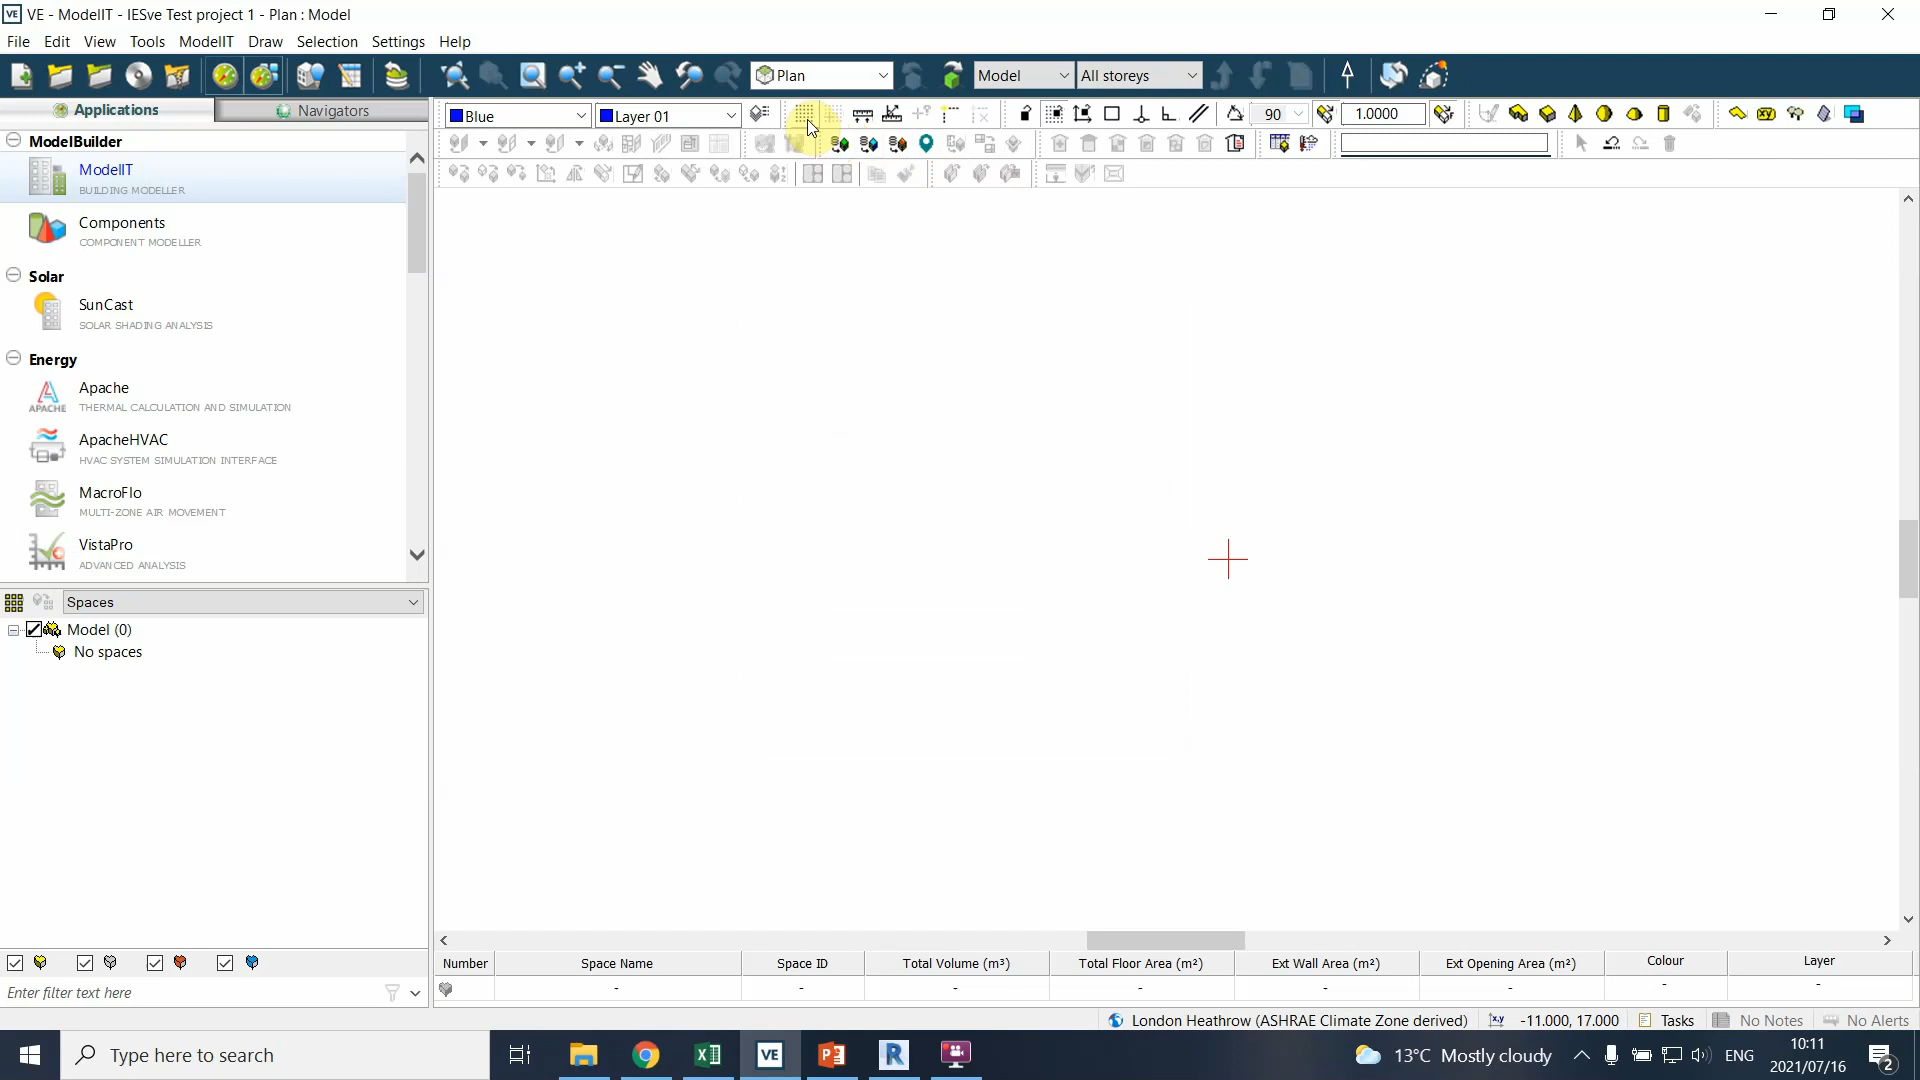 VE - ModelIT - IESve Test project 1 - Plan : Model
File Edit View Tools ModelIT Draw Selection Settings Help
Plan Model All storeys
Applications Navigators
Blue Layer 01 90 1.0000
ModelBuilder
ModelIT
BUILDING MODELLER
Components
COMPONENT MODELLER
Solar
SunCast
SOLAR SHADING ANALYSIS
Energy
Apache
APACHE THERMAL CALCULATION AND SIMULATION
ApacheHVAC
HVAC SYSTEM SIMULATION INTERFACE
MacroFlo
MULTI-ZONE AIR MOVEMENT
VistaPro
ADVANCED ANALYSIS
Spaces
Model (0)
No spaces
Number Space Name Space ID Total Volume (m³) Total Floor Area (m²) Ext Wall Area (m²) Ext Opening Area (m²) Colour Layer
- - - - - - - -
Enter filter text here
London Heathrow (ASHRAE Climate Zone derived) x,y -11.000, 17.000 Tasks No Notes No Alerts
Type here to search
VE
13°C Mostly cloudy ENG
10:11
2021/07/16
2